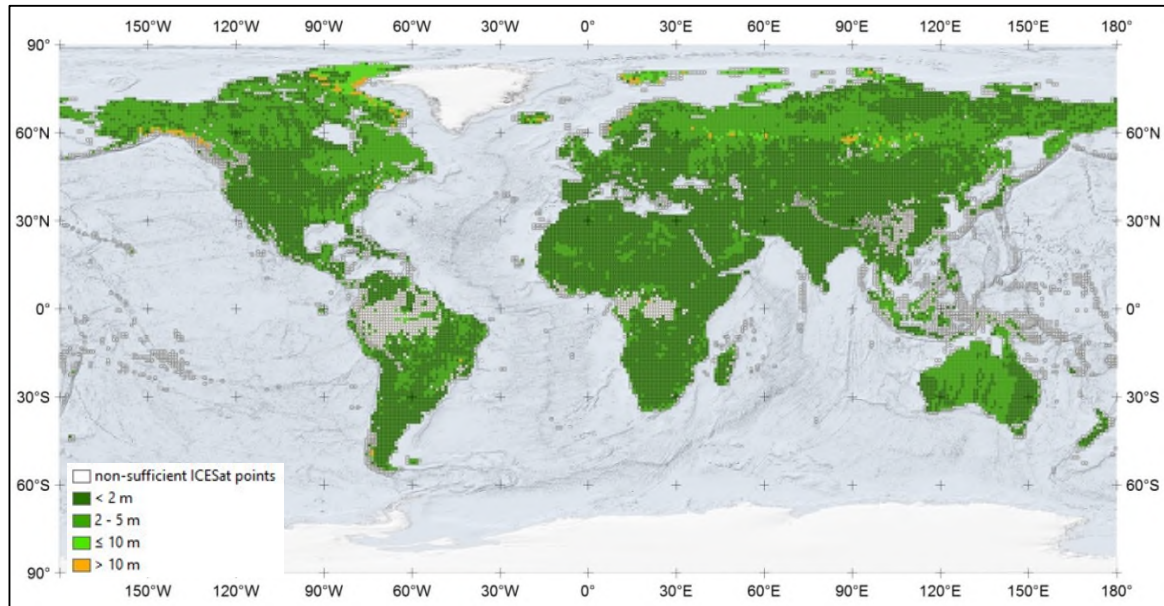 150°W 120°W 90°W 60°W 30°W 0° 30°E 60°E 90°E 120°E 150°E 180°
90°
60°N 60°N
30°N 30°N
0° 0°
30°S 30°S
60°S 60°S
non-sufficient ICESat points
< 2 m
2 - 5 m
≤ 10 m
> 10 m
90°
150°W 120°W 90°W 60°W 30°W 0° 30°E 60°E 90°E 120°E 150°E 180°